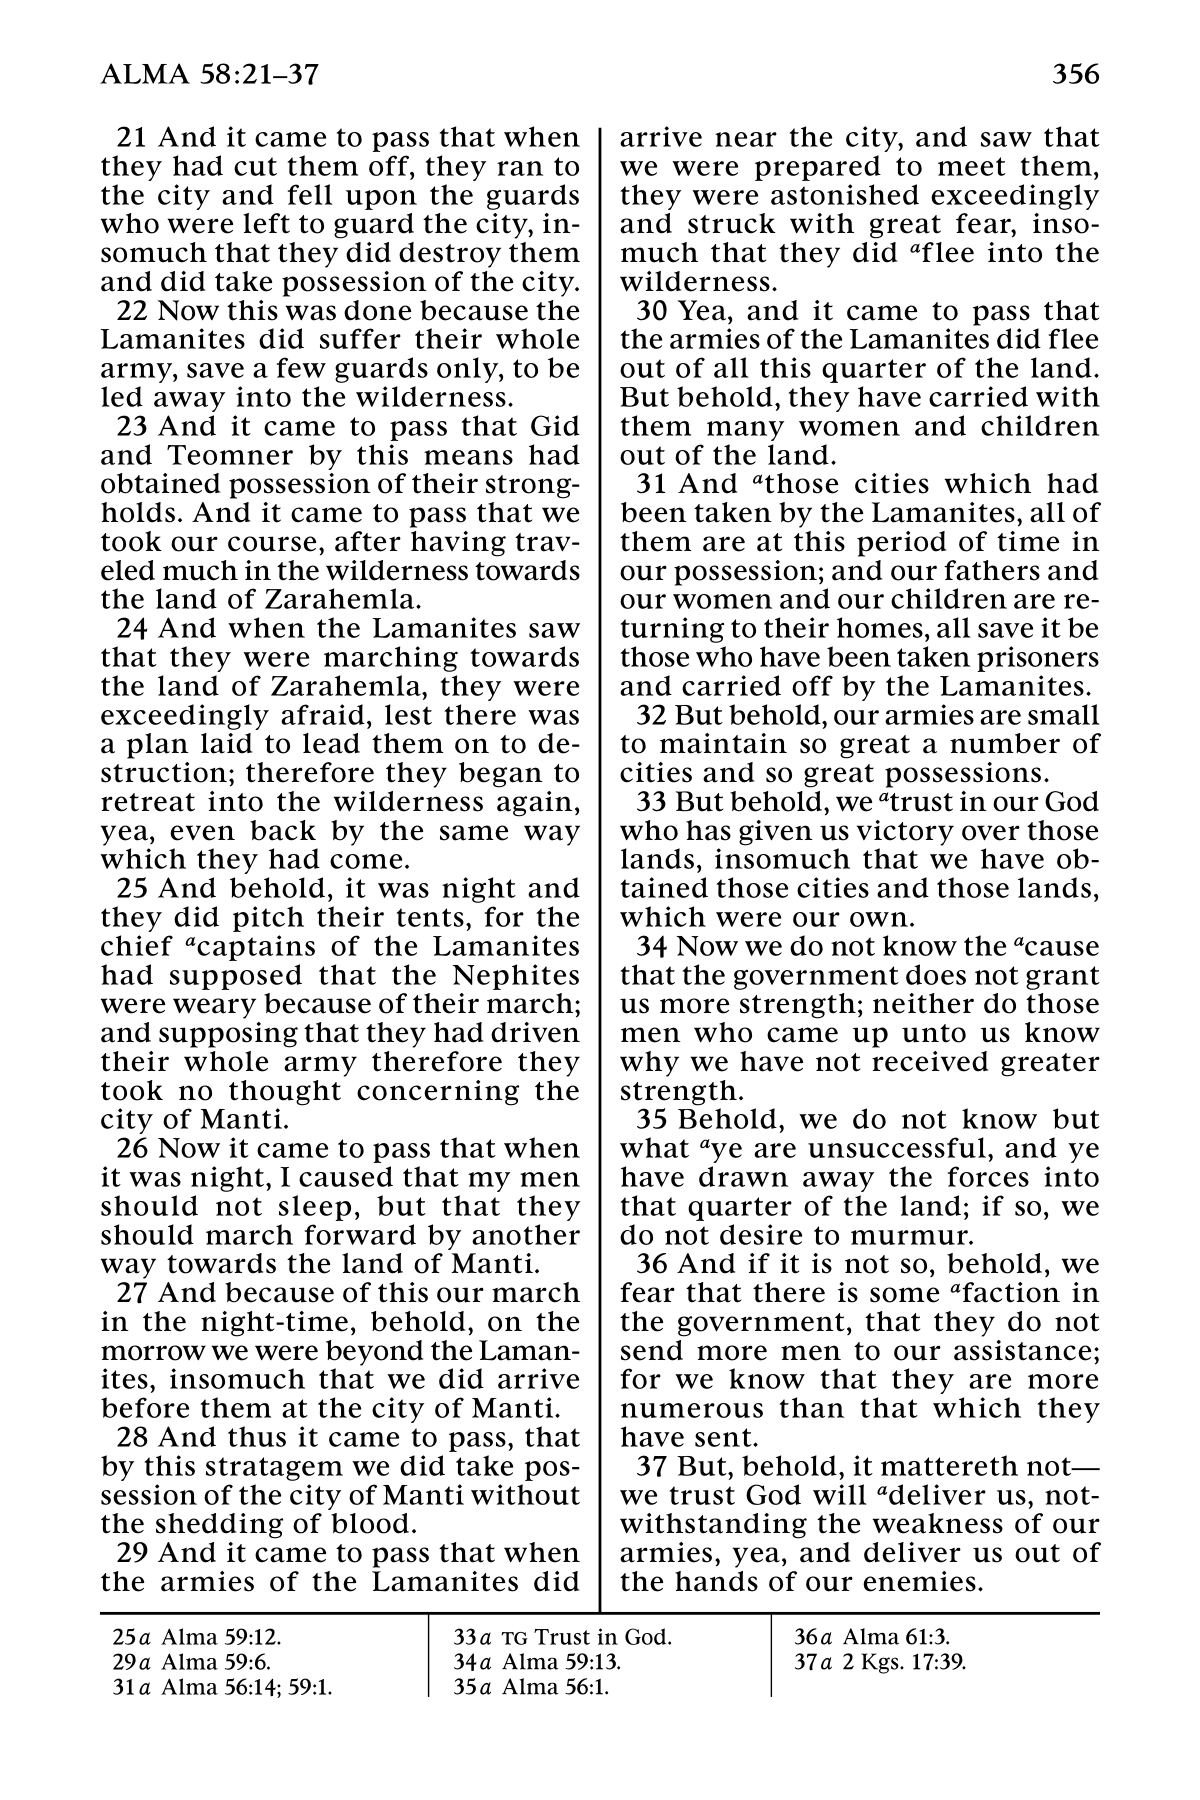 ALMA 58:21–37
356
21 And it came to pass that when
they had cut them off, they ran to
the city and fell upon the guards
who were left to guard the city, in-
somuch that they did destroy them
and did take possession of the city.
22 Now this was done because the
Lamanites did suffer their whole
army, save a few guards only, to be
led away into the wilderness.
23 And it came to pass that Gid
and Teomner by this means had
obtained possession of their strong-
holds. And it came to pass that we
took our course, after having trav-
eled much in the wilderness towards
the land of Zarahemla.
24 And when the Lamanites saw
that they were marching towards
the land of Zarahemla, they were
exceedingly afraid, lest there was
a plan laid to lead them on to de-
struction; therefore they began to
retreat into the wilderness again,
yea, even back by the same way
which they had come.
25 And behold, it was night and
they did pitch their tents, for the
chief acaptains of the Lamanites
had supposed that the Nephites
were weary because of their march;
and supposing that they had driven
their whole army therefore they
took no thought concerning the
city of Manti.
26 Now it came to pass that when
it was night, I caused that my men
should not sleep, but that they
should march forward by another
way towards the land of Manti.
27 And because of this our march
in the night-time, behold, on the
morrow we were beyond the Laman-
ites, insomuch that we did arrive
before them at the city of Manti.
28 And thus it came to pass, that
by this stratagem we did take pos-
session of the city of Manti without
the shedding of blood.
29 And it came to pass that when
the armies of the Lamanites did
arrive near the city, and saw that
we were prepared to meet them,
they were astonished exceedingly
and struck with great fear, inso-
much that they did aflee into the
wilderness.
30 Yea, and it came to pass that
the armies of the Lamanites did flee
out of all this quarter of the land.
But behold, they have carried with
them many women and children
out of the land.
31 And athose cities which had
been taken by the Lamanites, all of
them are at this period of time in
our possession; and our fathers and
our women and our children are re-
turning to their homes, all save it be
those who have been taken prisoners
and carried off by the Lamanites.
32 But behold, our armies are small
to maintain so great a number of
cities and so great possessions.
33 But behold, we atrust in our God
who has given us victory over those
lands, insomuch that we have ob-
tained those cities and those lands,
which were our own.
34 Now we do not know the acause
that the government does not grant
us more strength; neither do those
men who came up unto us know
why we have not received greater
strength.
35 Behold, we do not know but
what aye are unsuccessful, and ye
have drawn away the forces into
that quarter of the land; if so, we
do not desire to murmur.
36 And if it is not so, behold, we
fear that there is some afaction in
the government, that they do not
send more men to our assistance;
for we know that they are more
numerous than that which they
have sent.
37 But, behold, it mattereth not—
we trust God will adeliver us, not-
withstanding the weakness of our
armies, yea, and deliver us out of
the hands of our enemies.
25a Alma 59:12.
29a Alma 59:6.
31a Alma 56:14; 59:1.
33a TG Trust in God.
34a Alma 59:13.
35a Alma 56:1.
36a Alma 61:3.
37a 2 Kgs. 17:39.